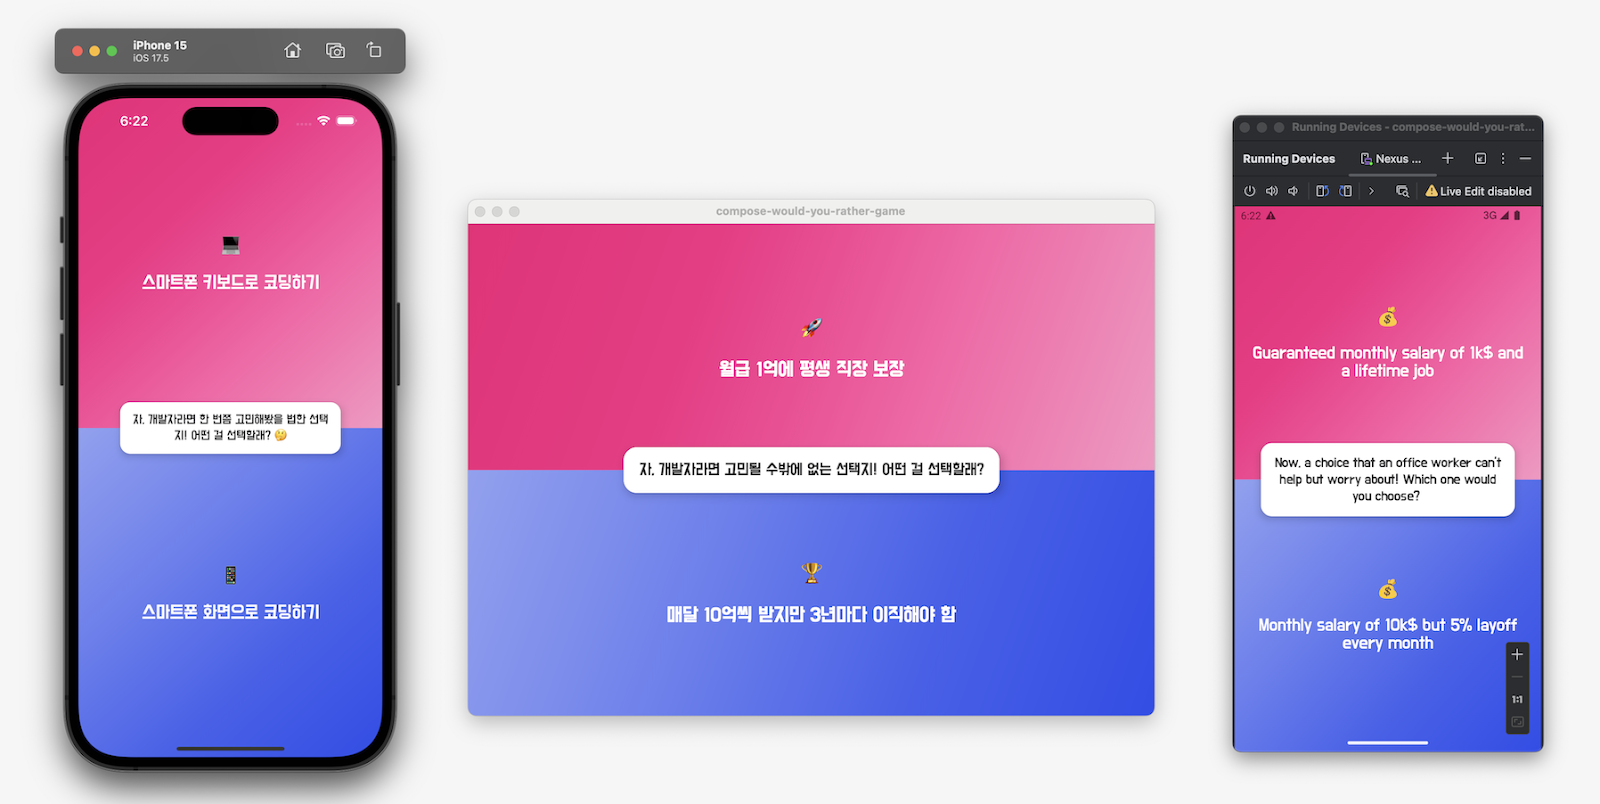 iPhone 15
iOS 17.5
6:22
스마트폰 키보드로 코딩하기
자, 개발자라면 한 번쯤 고민해봤을 법한 선택
지! 어떤 걸 선택할래? 🤔
스마트폰 화면으로 코딩하기
compose-would-you-rather-game
월급 1억에 평생 직장 보장
자, 개발자라면 고민될 수밖에 없는 선택지! 어떤 걸 선택할래?
매달 10억씩 받지만 3년마다 이직해야 함
Running Devices - compose-would-you-rat...
Running Devices
Nexus ...
Live Edit disabled
6:22
3G
Guaranteed monthly salary of 1k$ and
a lifetime job
Now, a choice that an office worker can't
help but worry about! Which one would
you choose?
Monthly salary of 10k$ but 5% layoff
every month
1:1